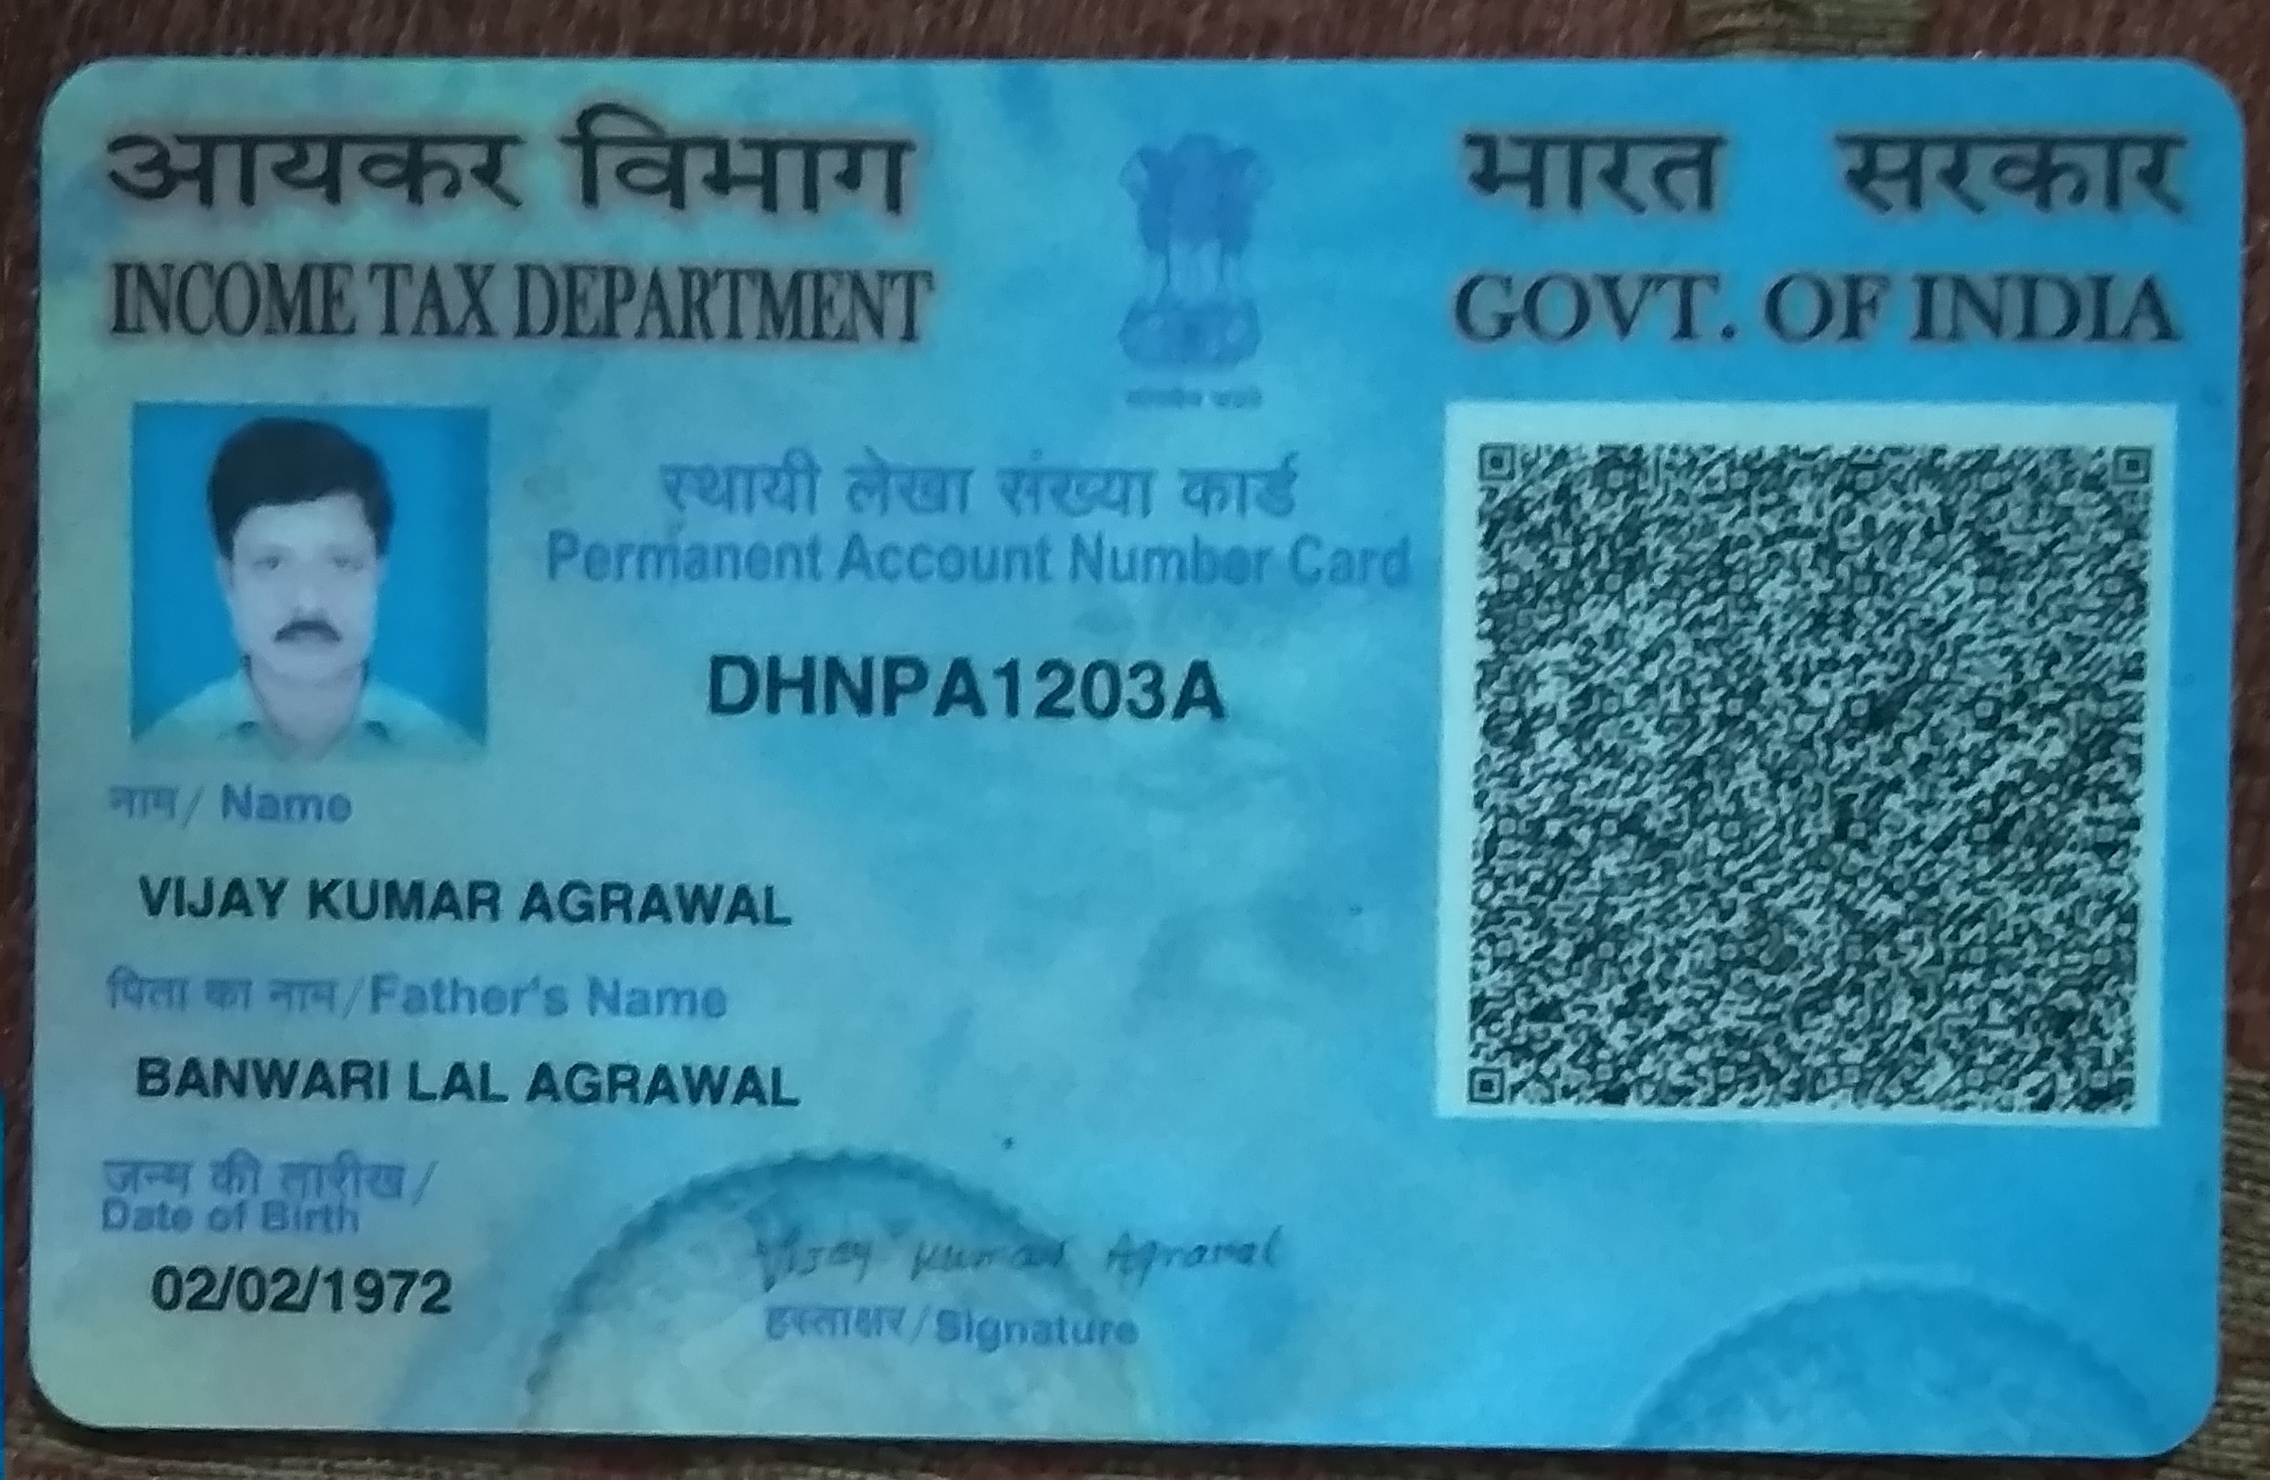 आयकर विभाग
INCOME TAX DEPARTMENT
भारत सरकार
GOVT. OF INDIA
स्थायी लेखा संख्या कार्ड
Permanent Account Number Card
DHNPA1203A
नाम / Name
VIJAY KUMAR AGRAWAL
पिता का नाम / Father's Name
BANWARI LAL AGRAWAL
जन्म की तारीख /
Date of Birth
02/02/1972
Vijay Kumar Agrawal
हस्ताक्षर / Signature